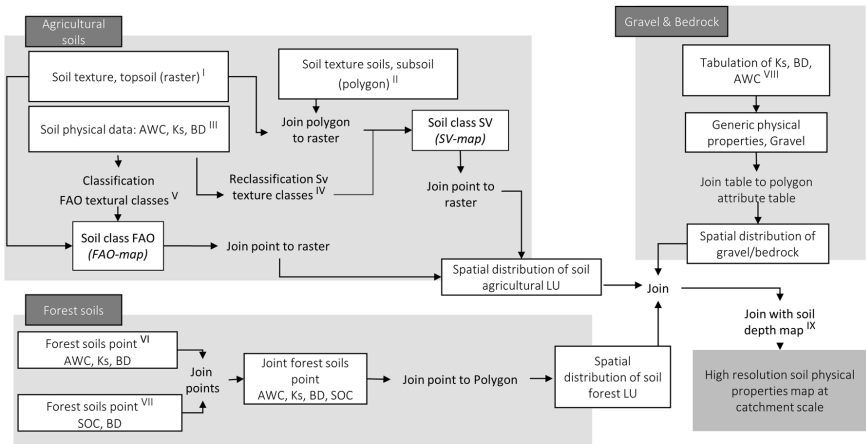 Agricultural
soils
Soil texture, topsoil (raster) I
Soil texture soils, subsoil
(polygon) II
Soil physical data: AWC, Ks, BD III
Join polygon
to raster
Soil class SV
(SV-map)
Classification
FAO textural classes V
Reclassification Sv
texture classes IV
Join point to
raster
Soil class FAO
(FAO-map)
Join point to raster
Spatial distribution of soil
agricultural LU
Gravel & Bedrock
Tabulation of Ks, BD,
AWC VIII
Generic physical
properties, Gravel
Join table to polygon
attribute table
Spatial distribution of
gravel/bedrock
Join
Join with soil
depth map IX
High resolution soil physical
properties map at
catchment scale
Forest soils
Forest soils point VI
AWC, Ks, BD
Forest soils point VII
SOC, BD
Join
points
Joint forest soils
point
AWC, Ks, BD, SOC
Join point to Polygon
Spatial
distribution of soil
forest LU